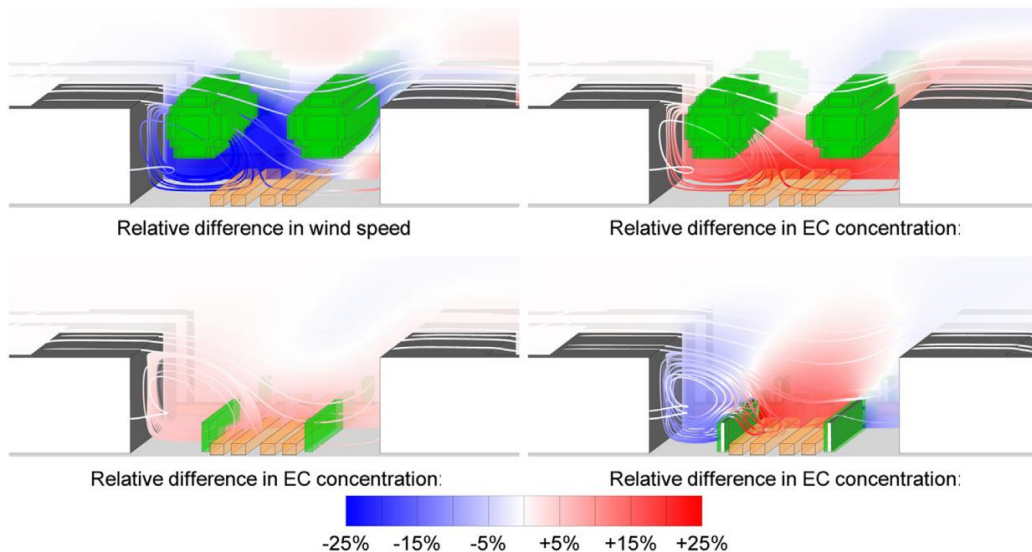 Relative difference in wind speed
Relative difference in EC concentration:
Relative difference in EC concentration:
Relative difference in EC concentration:
-25% -15% -5% +5% +15% +25%